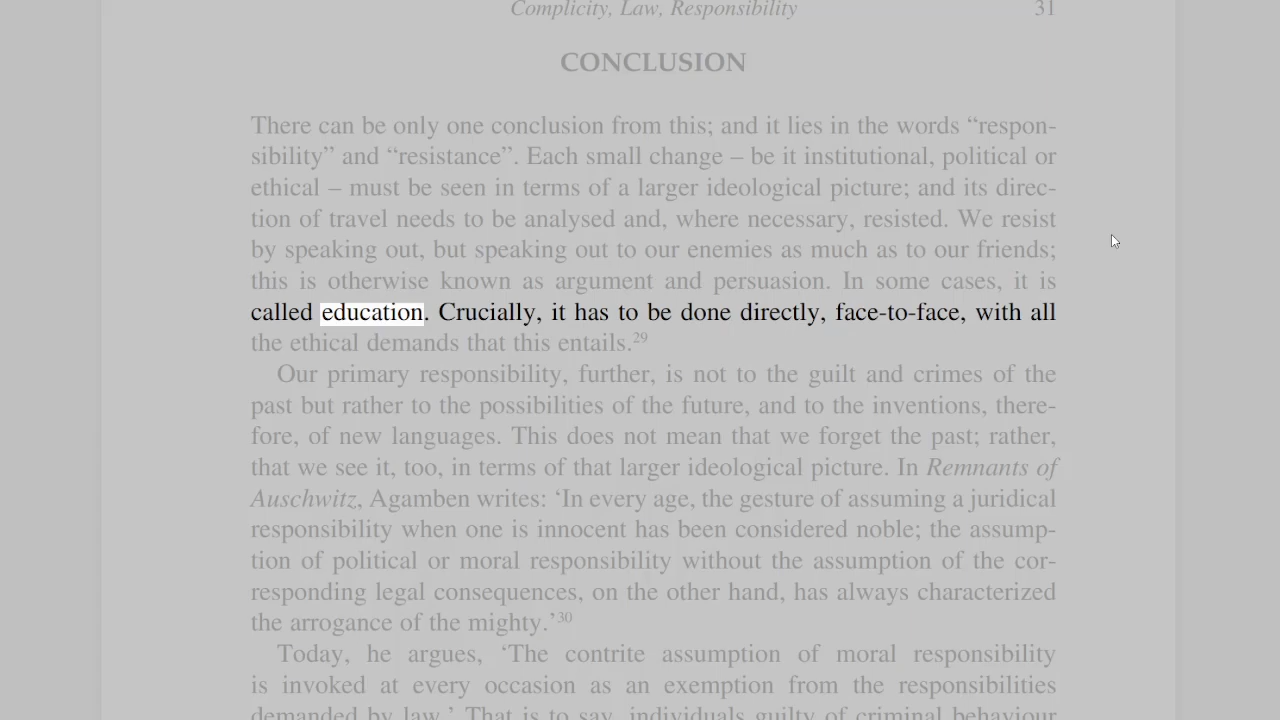 Complicity, Law, Responsibility 31
CONCLUSION
There can be only one conclusion from this; and it lies in the words “respon-
sibility” and “resistance”. Each small change – be it institutional, political or
ethical – must be seen in terms of a larger ideological picture; and its direc-
tion of travel needs to be analysed and, where necessary, resisted. We resist
by speaking out, but speaking out to our enemies as much as to our friends;
this is otherwise known as argument and persuasion. In some cases, it is
called education. Crucially, it has to be done directly, face-to-face, with all
the ethical demands that this entails.29
Our primary responsibility, further, is not to the guilt and crimes of the
past but rather to the possibilities of the future, and to the inventions, there-
fore, of new languages. This does not mean that we forget the past; rather,
that we see it, too, in terms of that larger ideological picture. In Remnants of
Auschwitz, Agamben writes: ‘In every age, the gesture of assuming a juridical
responsibility when one is innocent has been considered noble; the assump-
tion of political or moral responsibility without the assumption of the cor-
responding legal consequences, on the other hand, has always characterized
the arrogance of the mighty.’30
Today, he argues, ‘The contrite assumption of moral responsibility
is invoked at every occasion as an exemption from the responsibilities
demanded by law.’ That is to say, individuals guilty of criminal behaviour